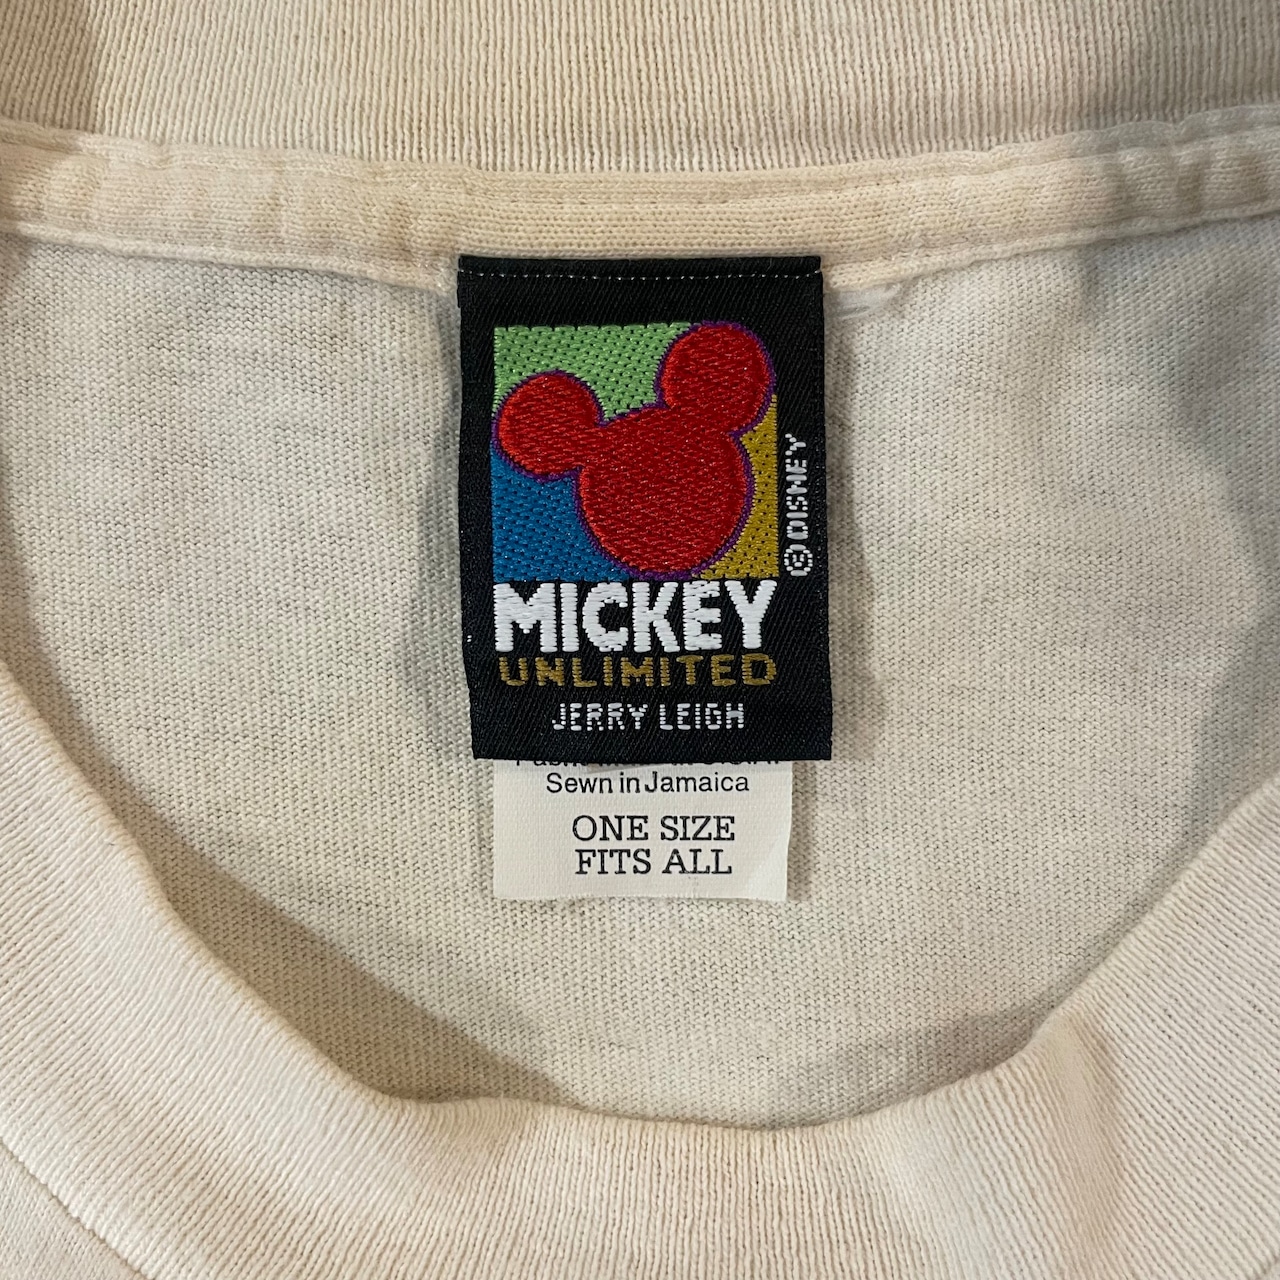 © DISNEY
MICKEY
UNLIMITED
JERRY LEIGH
Sewn in Jamaica
ONE SIZE
FITS ALL